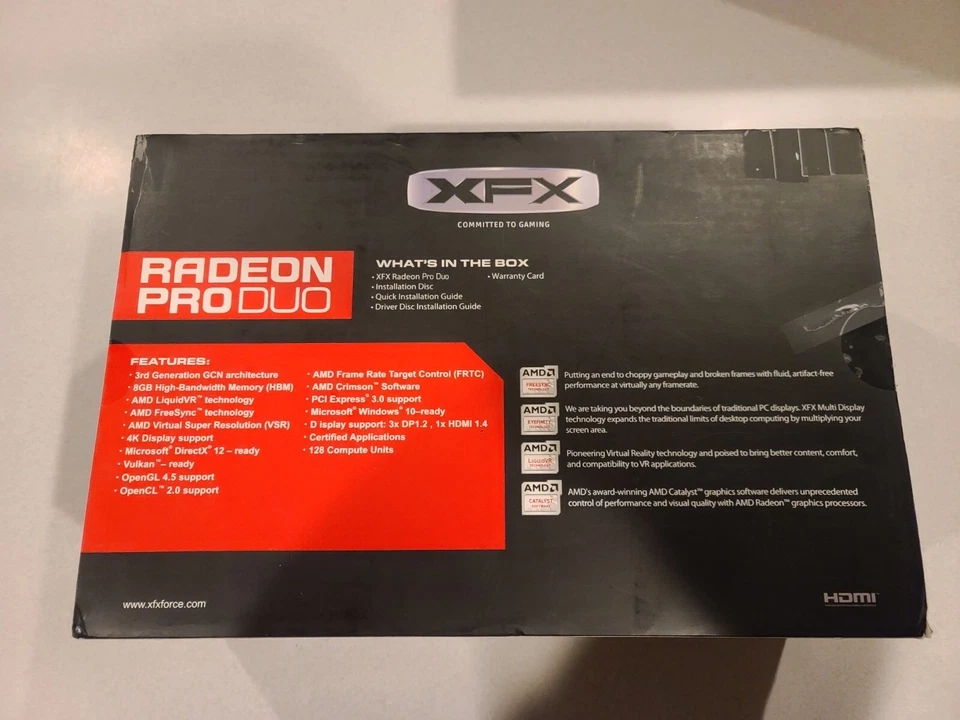 XFX
COMMITTED TO GAMING
RADEON
PRO DUO
WHAT'S IN THE BOX
• XFX Radeon Pro Duo
• Installation Disc
• Quick Installation Guide
• Driver Disc Installation Guide
• Warranty Card
FEATURES:
· 3rd Generation GCN architecture
· 8GB High-Bandwidth Memory (HBM)
· AMD LiquidVR™ technology
· AMD FreeSync™ technology
· AMD Virtual Super Resolution (VSR)
· 4K Display support
· Microsoft® DirectX® 12 – ready
· Vulkan™– ready
· OpenGL 4.5 support
· OpenCL™ 2.0 support
· AMD Frame Rate Target Control (FRTC)
· AMD Crimson™ Software
· PCI Express® 3.0 support
· Microsoft® Windows® 10–ready
· D isplay support: 3x DP1.2 , 1x HDMI 1.4
· Certified Applications
· 128 Compute Units
AMD
FREESYNC
TECHNOLOGY
Putting an end to choppy gameplay and broken frames with fluid, artifact-free
performance at virtually any framerate.
AMD
EYEFINITY
TECHNOLOGY
We are taking you beyond the boundaries of traditional PC displays. XFX Multi Display
technology expands the traditional limits of desktop computing by multiplying your
screen area.
AMD
LIQUIDVR
TECHNOLOGY
Pioneering Virtual Reality technology and poised to bring better content, comfort,
and compatibility to VR applications.
AMD
CATALYST
SOFTWARE
AMD's award-winning AMD Catalyst™ graphics software delivers unprecedented
control of performance and visual quality with AMD Radeon™ graphics processors.
www.xfxforce.com
HDMI